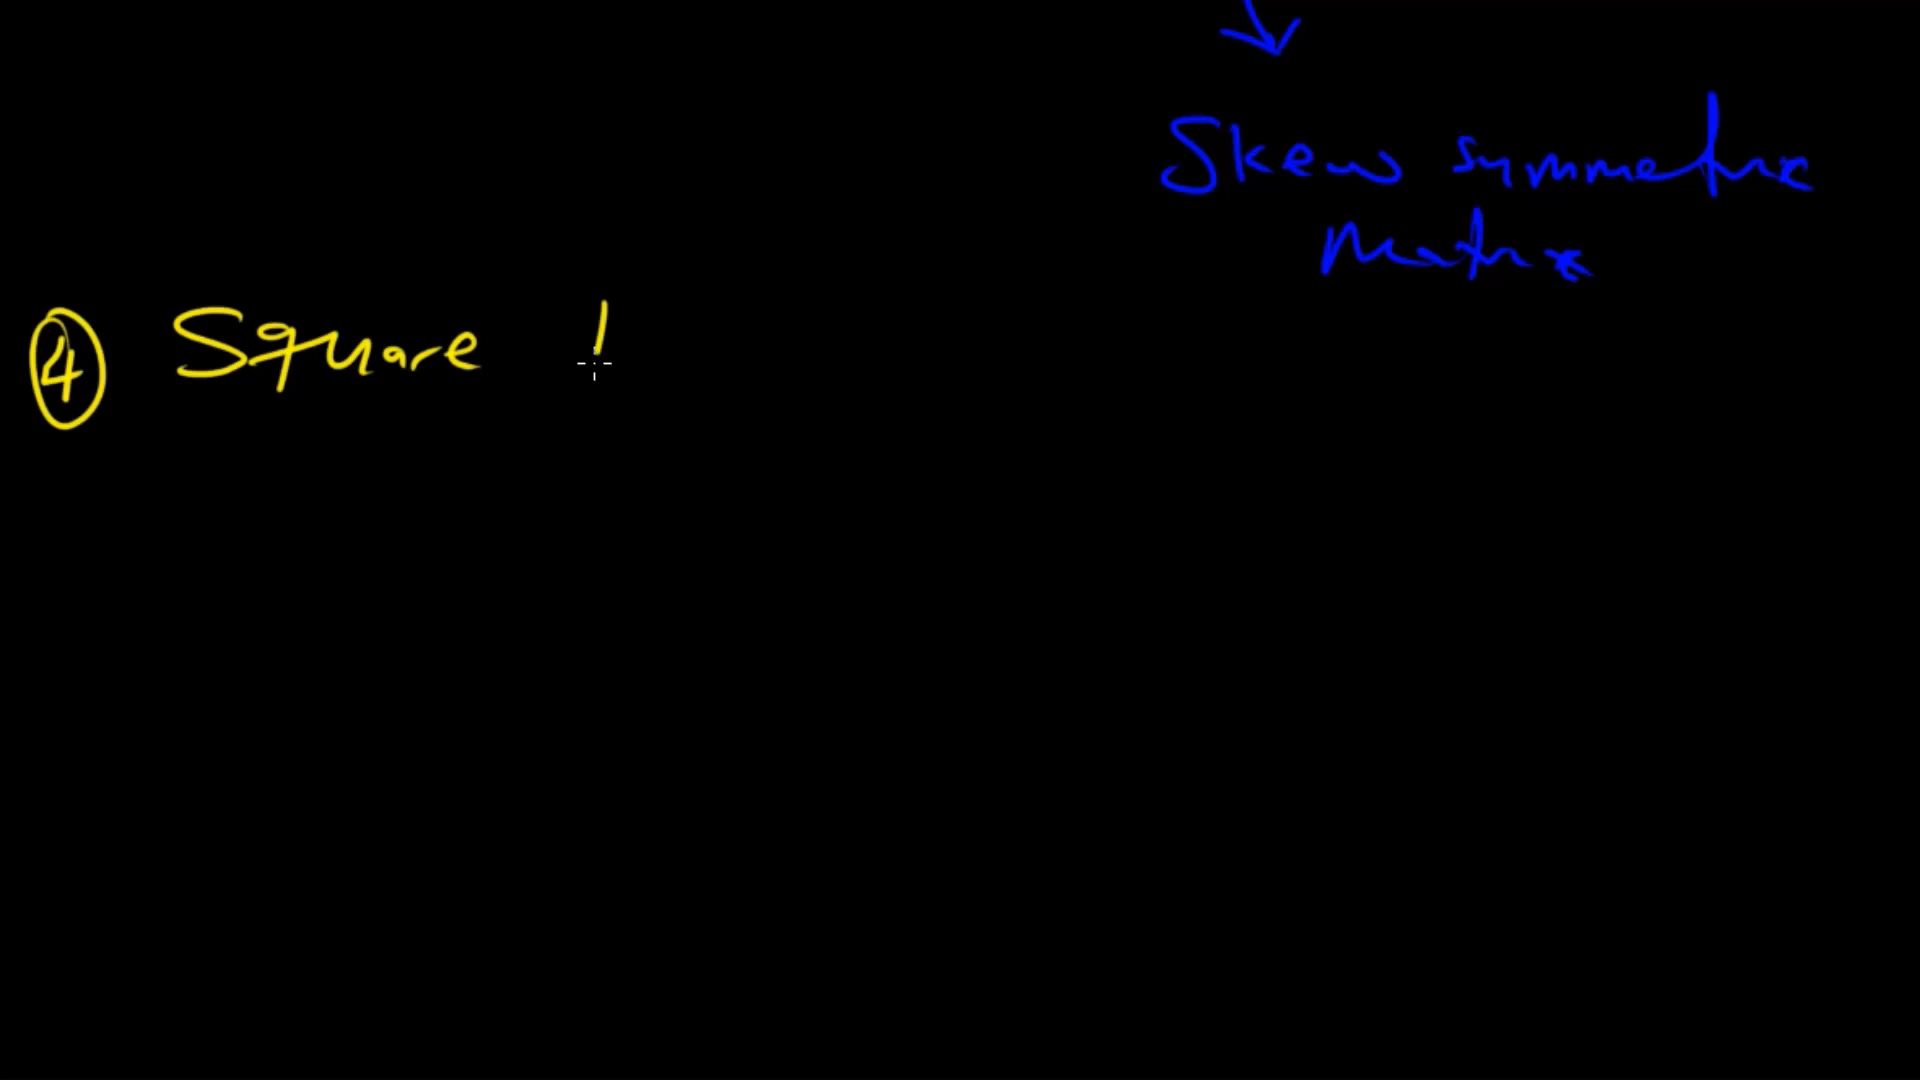 Skew symmetric
Matrix
④ Square